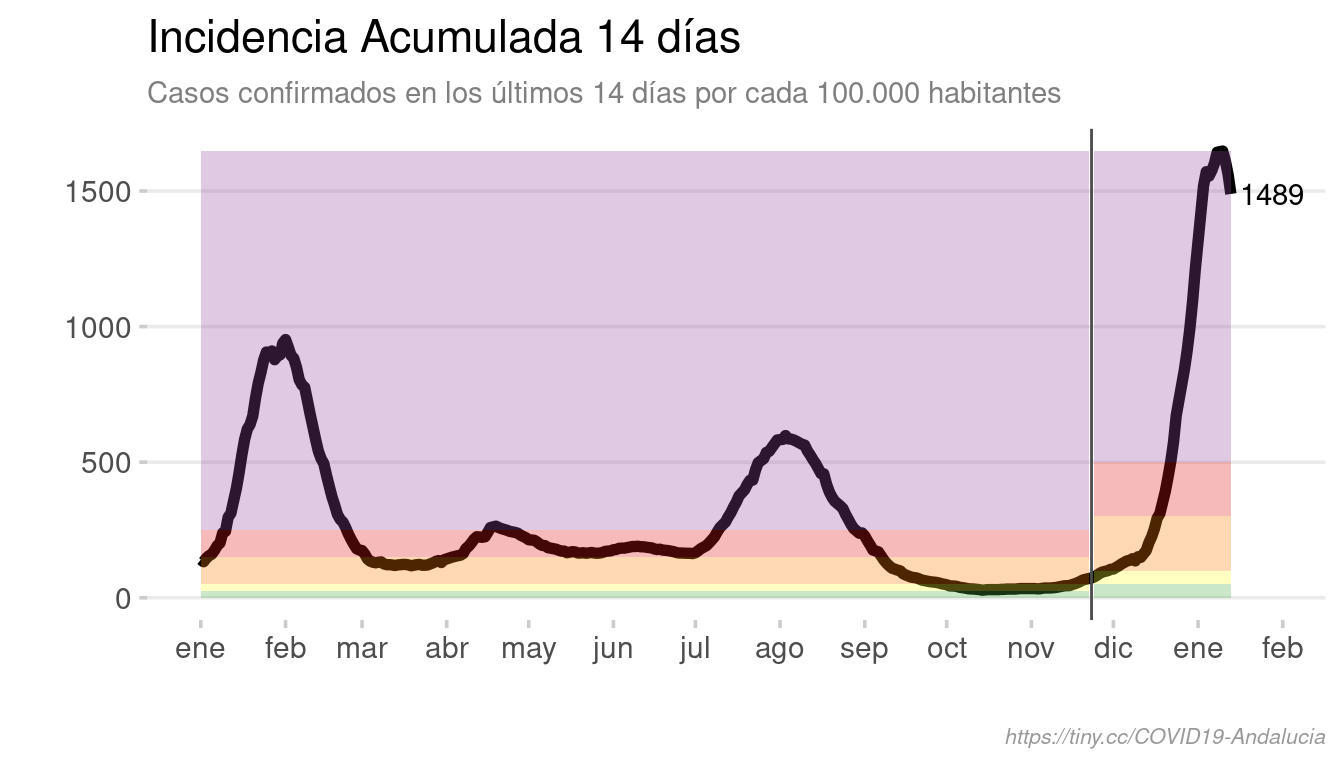 Incidencia Acumulada 14 días
Casos confirmados en los últimos 14 días por cada 100.000 habitantes
1500
1489
1000
500
0
ene feb mar abr may jun jul ago sep oct nov dic ene feb
https://tiny.cc/COVID19-Andalucia